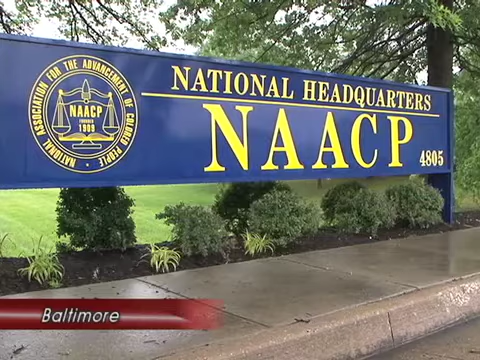 NATIONAL HEADQUARTERS
NAACP
4805
NATIONAL ASSOCIATION FOR THE ADVANCEMENT OF COLORED PEOPLE
NAACP
FOUNDED
1909
Baltimore